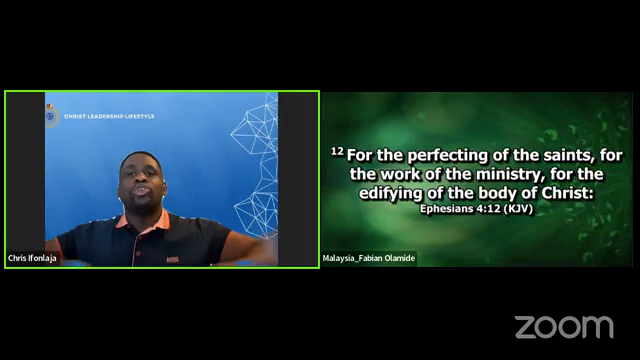 CHRIST.LEADERSHIP.LIFESTYLE
BOSS
Chris Ifonlaja
12 For the perfecting of the saints, for
the work of the ministry, for the
edifying of the body of Christ:
Ephesians 4:12 (KJV)
Malaysia_Fabian Olamide
zoom